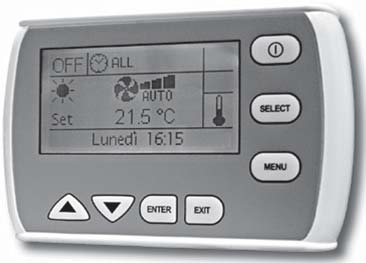 OFF ALL
AUTO
Set 21.5 °C
Lunedì 16:15
SELECT
MENU
ENTER EXIT